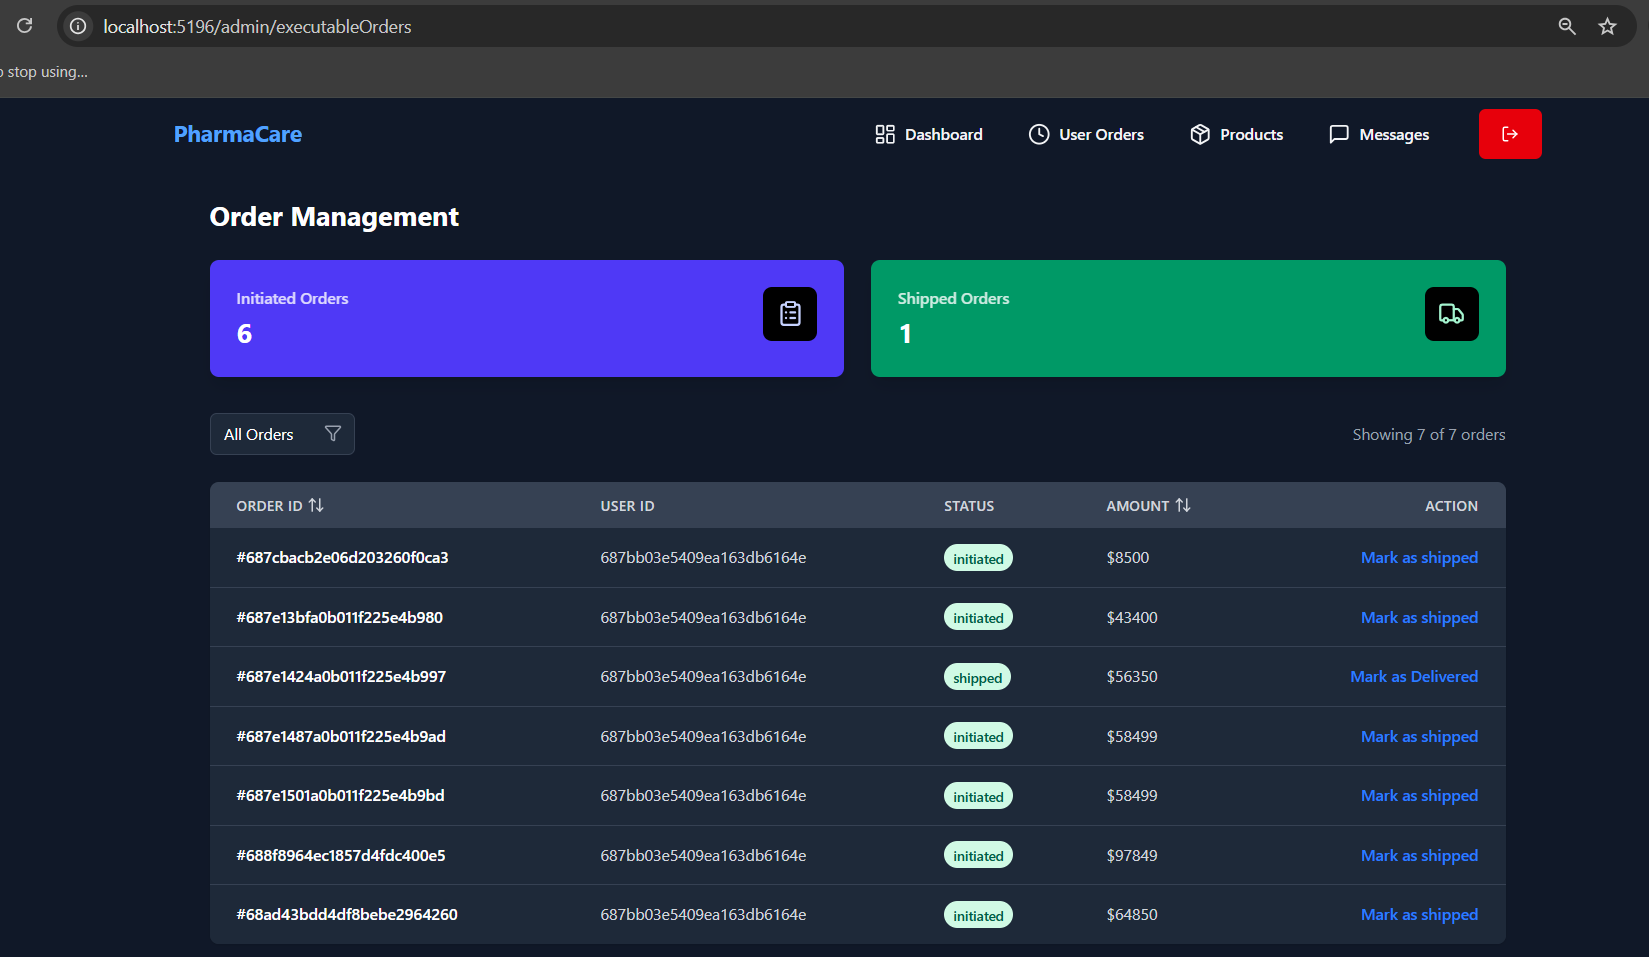 localhost:5196/admin/executableOrders
stop using...
PharmaCare
Dashboard User Orders Products Messages
Order Management
Initiated Orders
6
Shipped Orders
1
All Orders
Showing 7 of 7 orders
ORDER ID USER ID STATUS AMOUNT ACTION
#687cbacb2e06d203260f0ca3 687bb03e5409ea163db6164e initiated $8500 Mark as shipped
#687e13bfa0b011f225e4b980 687bb03e5409ea163db6164e initiated $43400 Mark as shipped
#687e1424a0b011f225e4b997 687bb03e5409ea163db6164e shipped $56350 Mark as Delivered
#687e1487a0b011f225e4b9ad 687bb03e5409ea163db6164e initiated $58499 Mark as shipped
#687e1501a0b011f225e4b9bd 687bb03e5409ea163db6164e initiated $58499 Mark as shipped
#688f8964ec1857d4fdc400e5 687bb03e5409ea163db6164e initiated $97849 Mark as shipped
#68ad43bdd4df8bebe2964260 687bb03e5409ea163db6164e initiated $64850 Mark as shipped